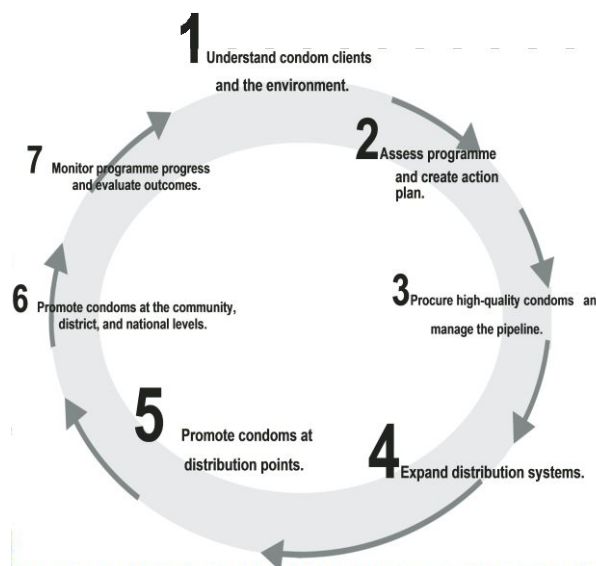 1 Understand condom clients
and the environment.
2 Assess programme
and create action
plan.
3 Procure high-quality condoms an
manage the pipeline.
4 Expand distribution systems.
5 Promote condoms at
distribution points.
6 Promote condoms at the community,
district, and national levels.
7 Monitor programme progress
and evaluate outcomes.